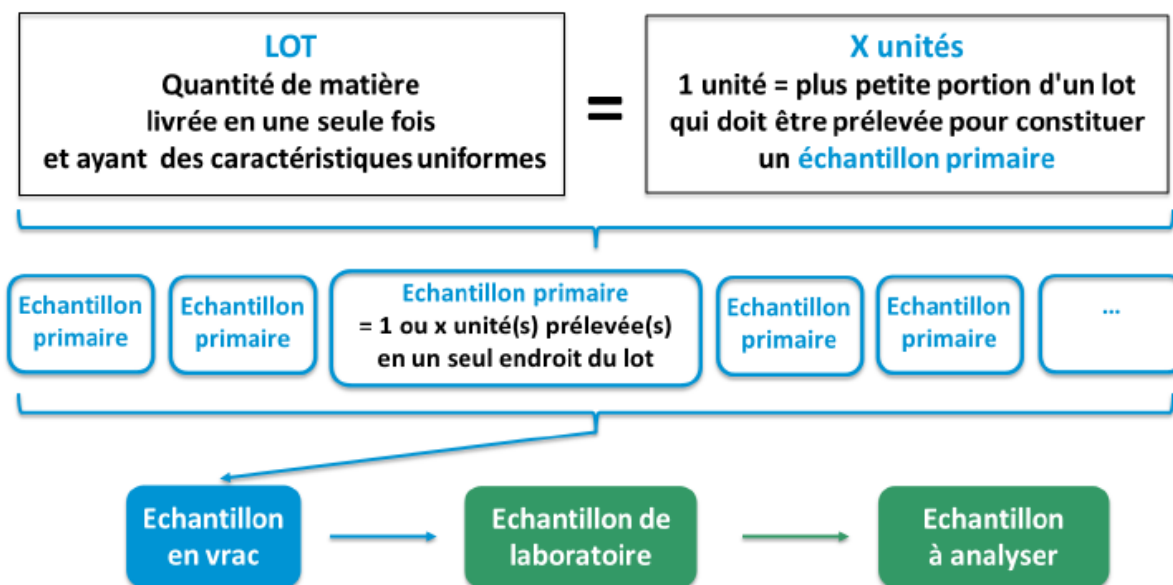 LOT
Quantité de matière
livrée en une seule fois
et ayant des caractéristiques uniformes
=
X unités
1 unité = plus petite portion d'un lot
qui doit être prélevée pour constituer
un échantillon primaire
Echantillon
primaire
Echantillon
primaire
Echantillon primaire
= 1 ou x unité(s) prélevée(s)
en un seul endroit du lot
Echantillon
primaire
Echantillon
primaire
...
Echantillon
en vrac
Echantillon de
laboratoire
Echantillon
à analyser